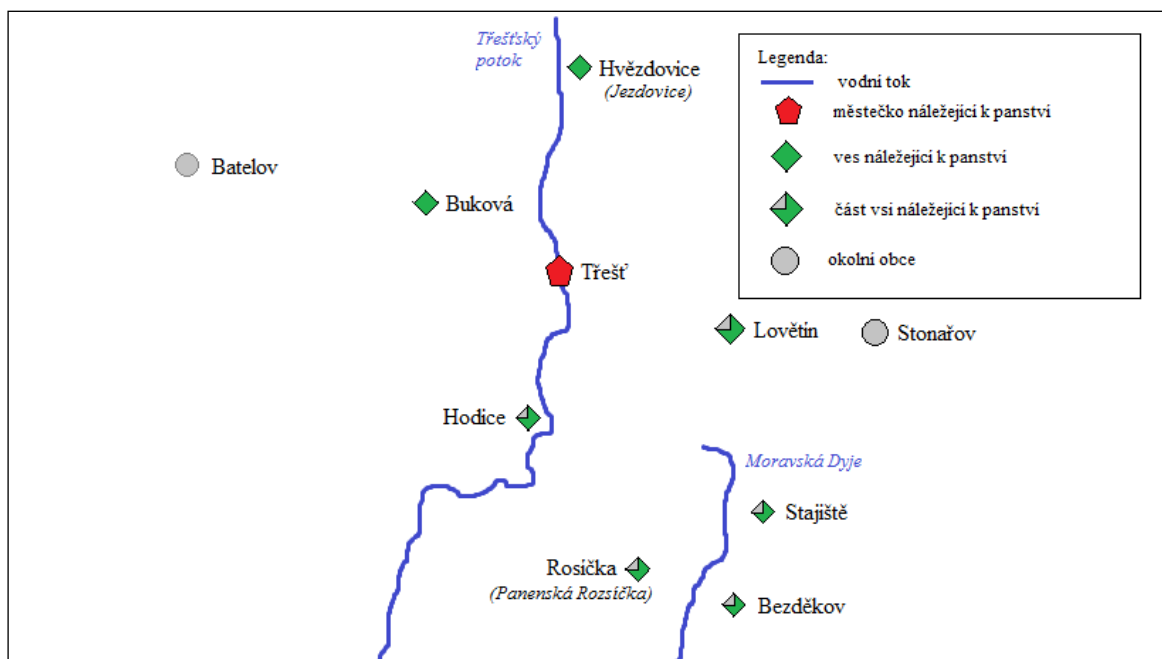 Třešťský
potok
Hvězdovice
(Jezdovice)
Batelov
Buková
Třešť
Lovětín
Stonařov
Hodice
Moravská Dyje
Stajiště
Rosička
(Panenská Rozsíčka)
Bezděkov
Legenda:
vodní tok
městečko náležející k panství
ves náležející k panství
část vsi náležející k panství
okolní obce